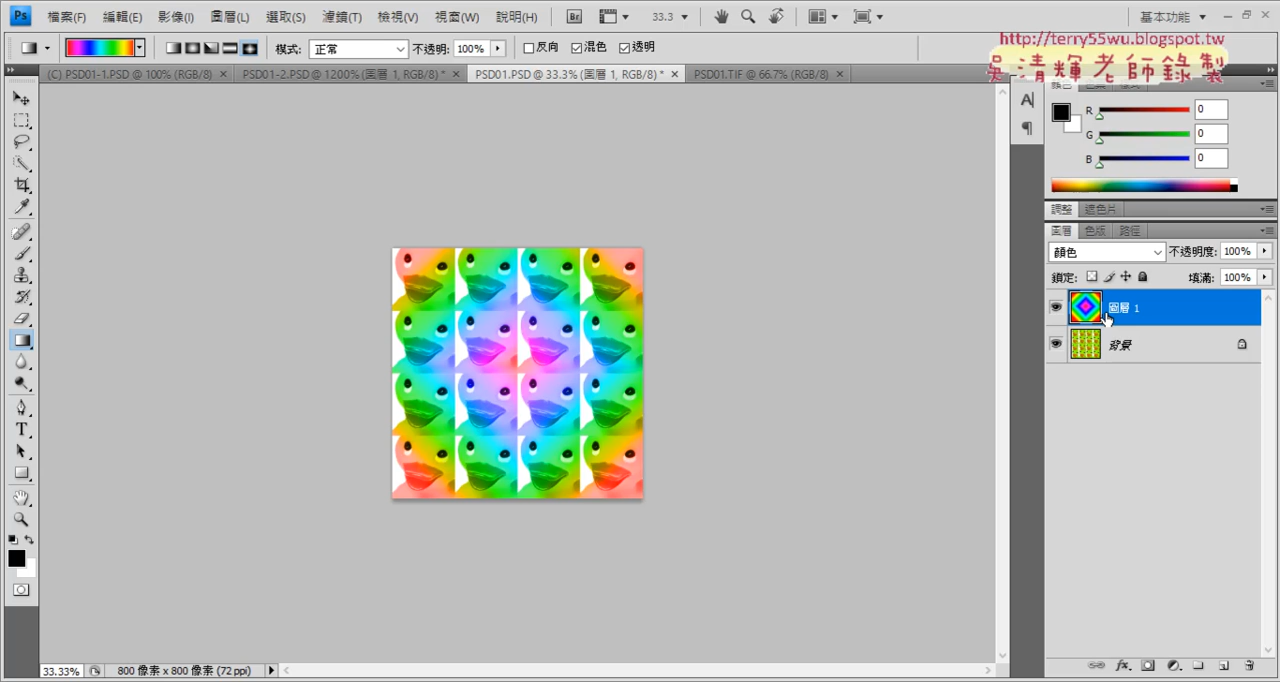 Ps 檔案(F) 編輯(E) 影像(I) 圖層(L) 選取(S) 濾鏡(T) 檢視(V) 視窗(W) 說明(H) Br 33.3 基本功能
http://terry55wu.blogspot.tw
模式: 正常 不透明: 100% 反向 混色 透明
吳清輝老師錄製
(C) PSD01-1.PSD @ 100% (RGB/8) × PSD01-2.PSD @ 1200% (圖層 1, RGB/8) * × PSD01.PSD @ 33.3% (圖層 1, RGB/8) * × PSD01.TIF @ 66.7% (RGB/8) ×
R 0
G 0
B 0
調整 遮色片
圖層 色版 路徑
顏色 不透明度: 100%
鎖定: 填滿: 100%
圖層 1
背景
33.33% 800 像素 x 800 像素 (72 ppi)